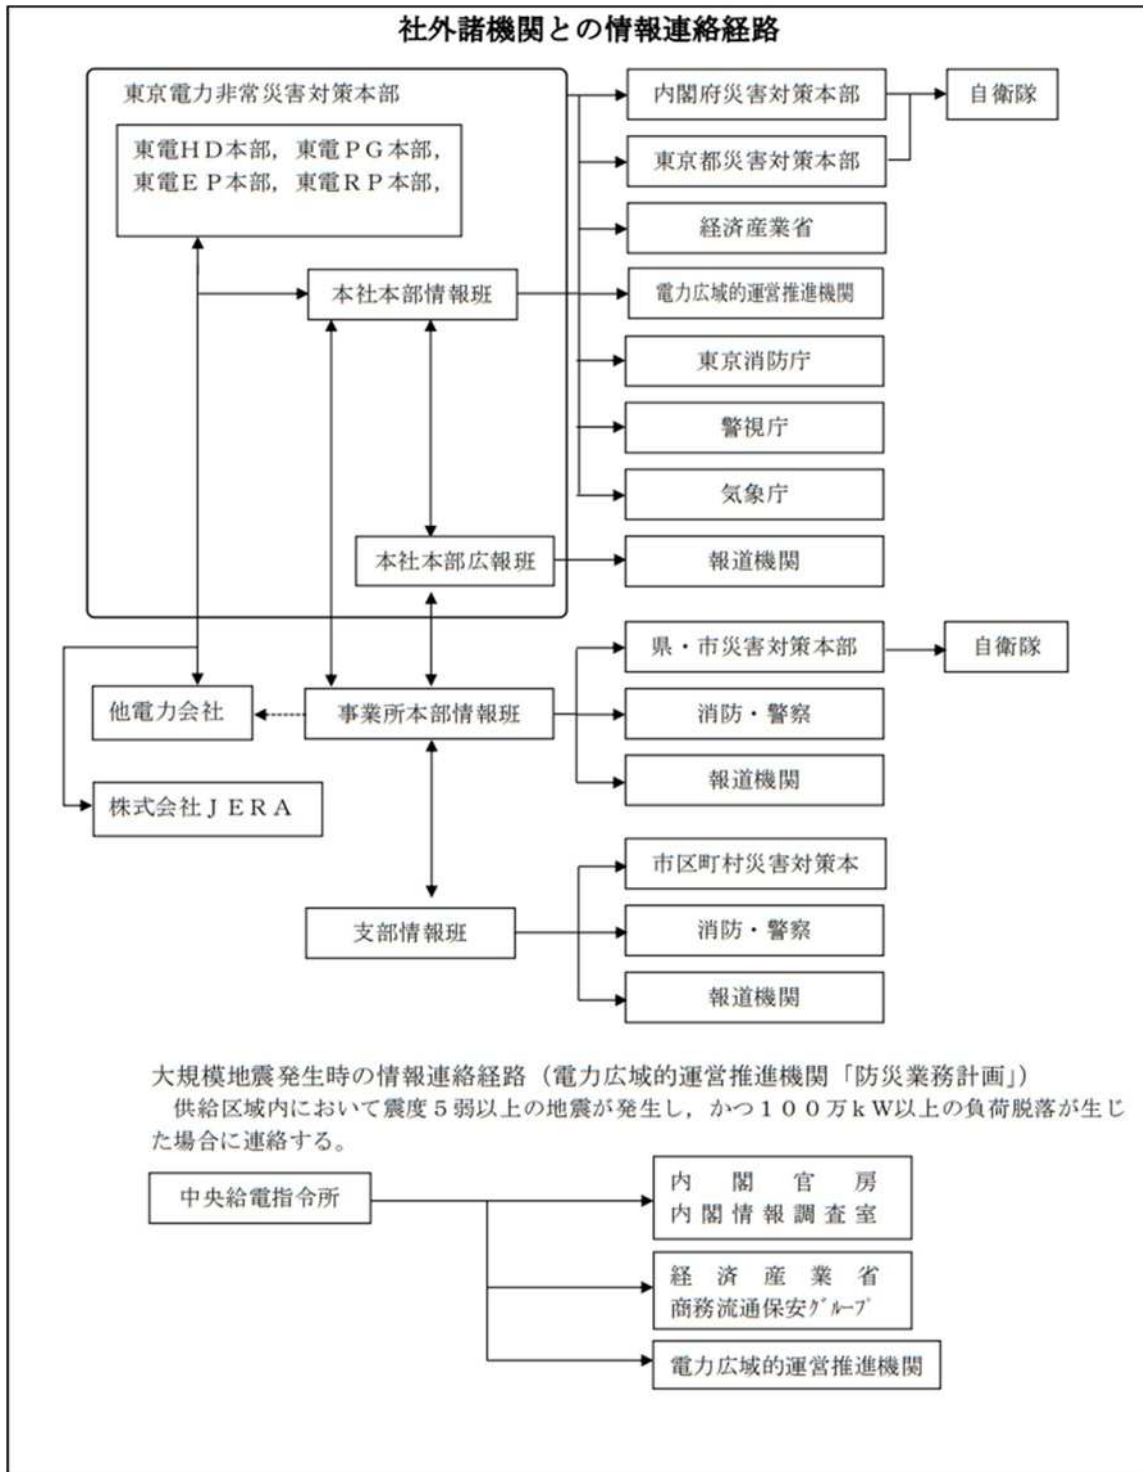 社外諸機関との情報連絡経路
東京電力非常災害対策本部
東電HD本部，東電PG本部，
東電EP本部，東電RP本部，
本社本部情報班
本社本部広報班
内閣府災害対策本部
自衛隊
東京都災害対策本部
経済産業省
電力広域的運営推進機関
東京消防庁
警視庁
気象庁
報道機関
県・市災害対策本部
自衛隊
他電力会社
事業所本部情報班
消防・警察
報道機関
株式会社JERA
市区町村災害対策本
支部情報班
消防・警察
報道機関
大規模地震発生時の情報連絡経路（電力広域的運営推進機関「防災業務計画」）
供給区域内において震度５弱以上の地震が発生し，かつ１００万ｋW以上の負荷脱落が生じ
た場合に連絡する。
中央給電指令所
内閣官房
内閣情報調査室
経済産業省
商務流通保安ｸﾞﾙｰﾌﾟ
電力広域的運営推進機関